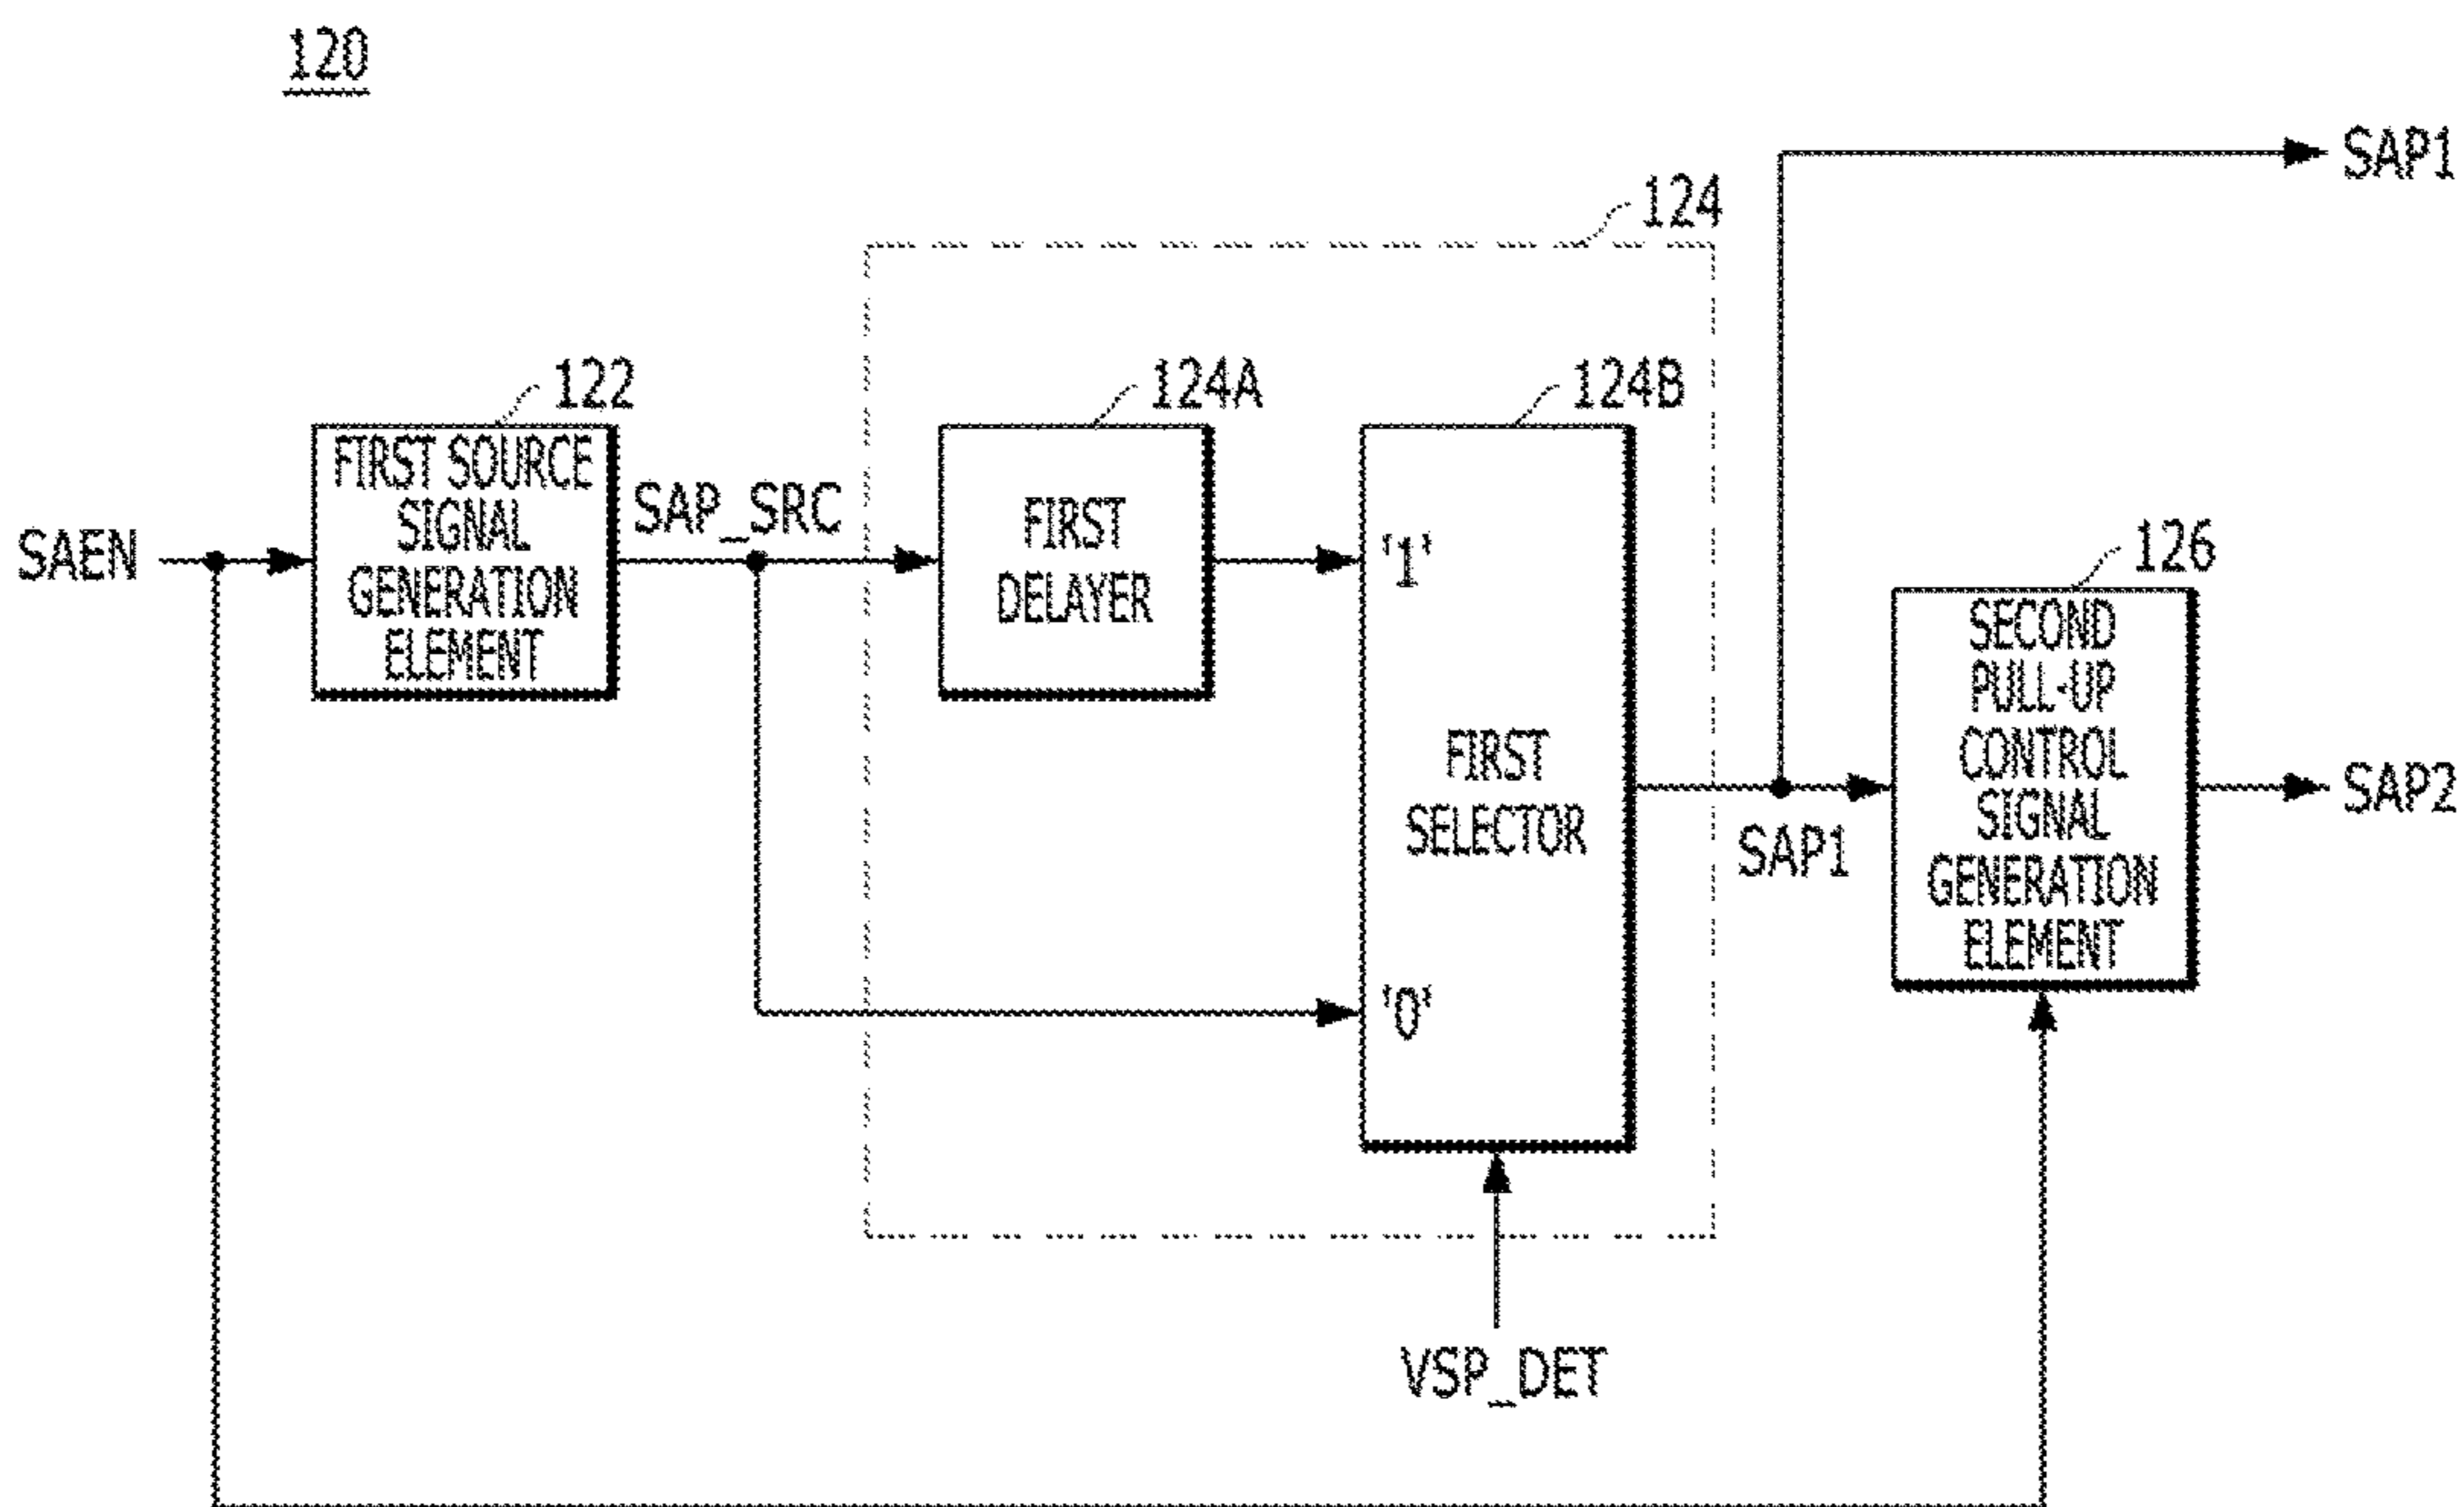 120
SAP1
124
122
124A
124B
FIRST SOURCE
SIGNAL
GENERATION
ELEMENT
SAP_SRC
FIRST
DELAYER
'1'
SAEN
126
SECOND
PULL-UP
CONTROL
SIGNAL
GENERATION
ELEMENT
FIRST
SELECTOR
SAP1
SAP2
'0'
VSP_DET